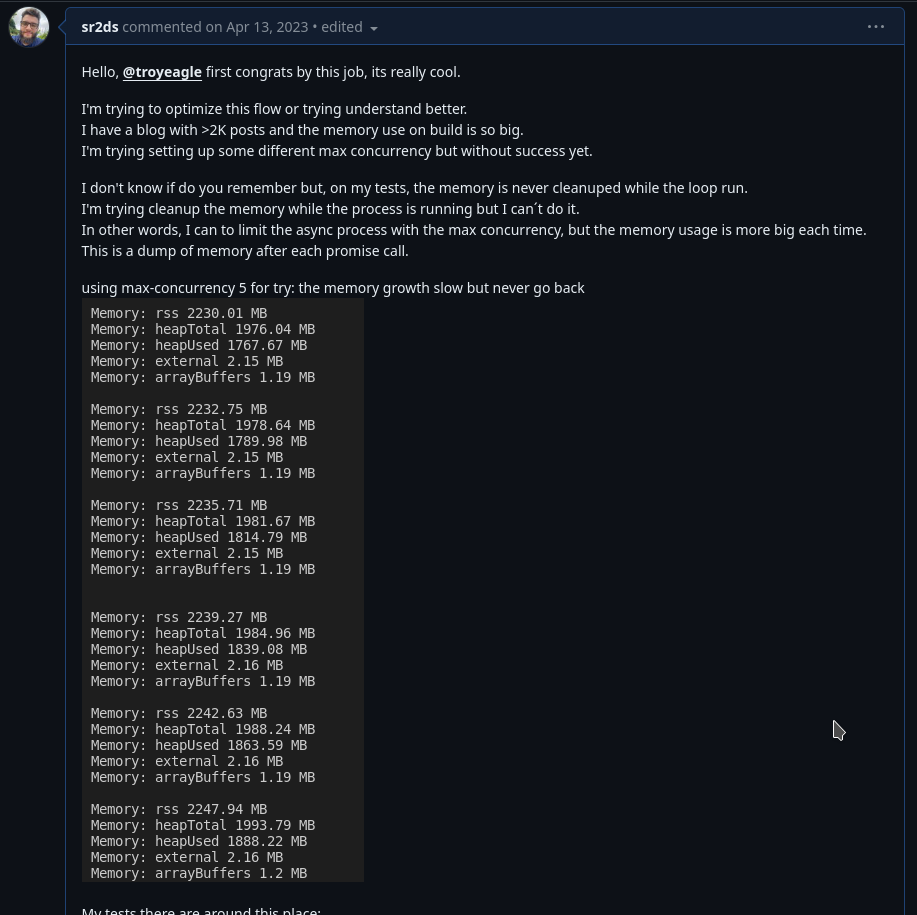 sr2ds commented on Apr 13, 2023 • edited
Hello, @troyeagle first congrats by this job, its really cool.
I'm trying to optimize this flow or trying understand better.
I have a blog with >2K posts and the memory use on build is so big.
I'm trying setting up some different max concurrency but without success yet.
I don't know if do you remember but, on my tests, the memory is never cleanuped while the loop run.
I'm trying cleanup the memory while the process is running but I can´t do it.
In other words, I can to limit the async process with the max concurrency, but the memory usage is more big each time.
This is a dump of memory after each promise call.
using max-concurrency 5 for try: the memory growth slow but never go back
Memory: rss 2230.01 MB
Memory: heapTotal 1976.04 MB
Memory: heapUsed 1767.67 MB
Memory: external 2.15 MB
Memory: arrayBuffers 1.19 MB
Memory: rss 2232.75 MB
Memory: heapTotal 1978.64 MB
Memory: heapUsed 1789.98 MB
Memory: external 2.15 MB
Memory: arrayBuffers 1.19 MB
Memory: rss 2235.71 MB
Memory: heapTotal 1981.67 MB
Memory: heapUsed 1814.79 MB
Memory: external 2.15 MB
Memory: arrayBuffers 1.19 MB
Memory: rss 2239.27 MB
Memory: heapTotal 1984.96 MB
Memory: heapUsed 1839.08 MB
Memory: external 2.16 MB
Memory: arrayBuffers 1.19 MB
Memory: rss 2242.63 MB
Memory: heapTotal 1988.24 MB
Memory: heapUsed 1863.59 MB
Memory: external 2.16 MB
Memory: arrayBuffers 1.19 MB
Memory: rss 2247.94 MB
Memory: heapTotal 1993.79 MB
Memory: heapUsed 1888.22 MB
Memory: external 2.16 MB
Memory: arrayBuffers 1.2 MB
My tests there are around this place: